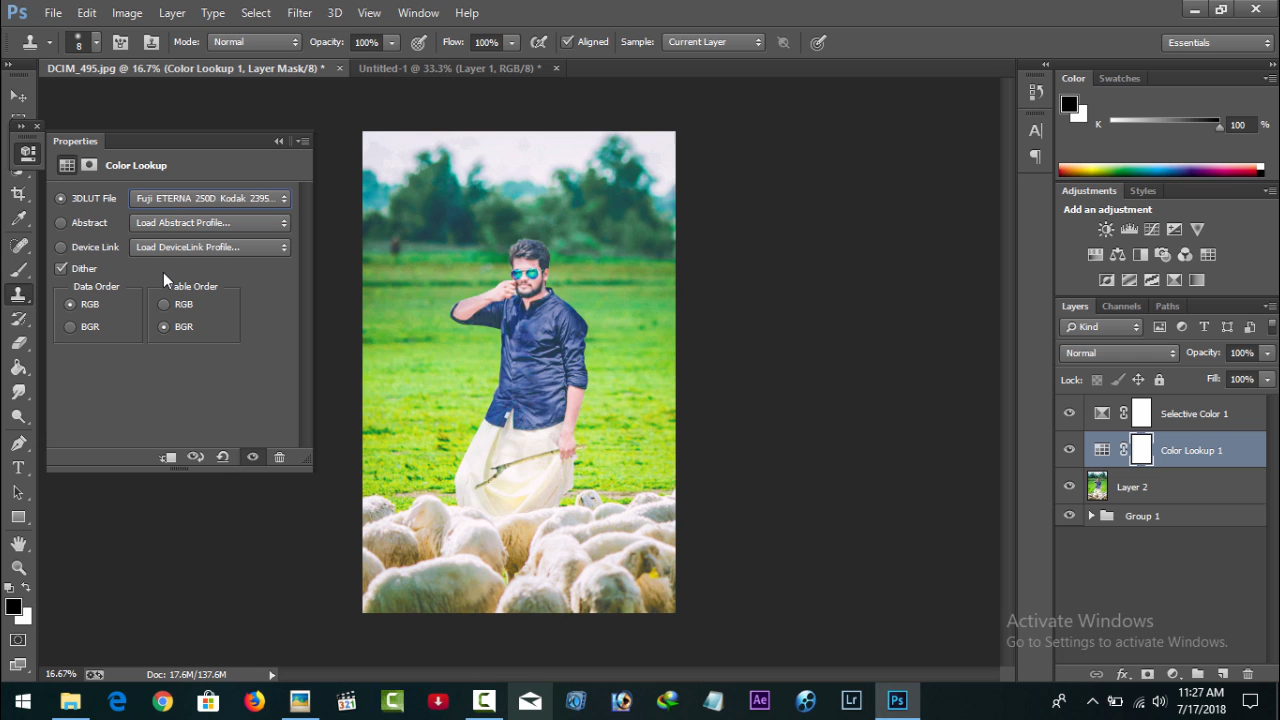 Ps File Edit Image Layer Type Select Filter 3D View Window Help
8 Mode: Normal Opacity: 100% Flow: 100% Aligned Sample: Current Layer Essentials
DCIM_495.jpg @ 16.7% (Color Lookup 1, Layer Mask/8) * Untitled-1 @ 33.3% (Layer 1, RGB/8) *
Properties
Color Lookup
3DLUT File Fuji ETERNA 250D Kodak 2395...
Abstract Load Abstract Profile...
Device Link Load DeviceLink Profile...
Dither
Data Order
RGB
BGR
able Order
RGB
BGR
Color Swatches
K 100 %
Adjustments Styles
Add an adjustment
Layers Channels Paths
Kind
Normal Opacity: 100%
Lock: Fill: 100%
Selective Color 1
Color Lookup 1
Layer 2
Group 1
Activate Windows
Go to Settings to activate Windows.
16.67% Doc: 17.6M/137.6M
321 Ae Lr Ps
11:27 AM
7/17/2018